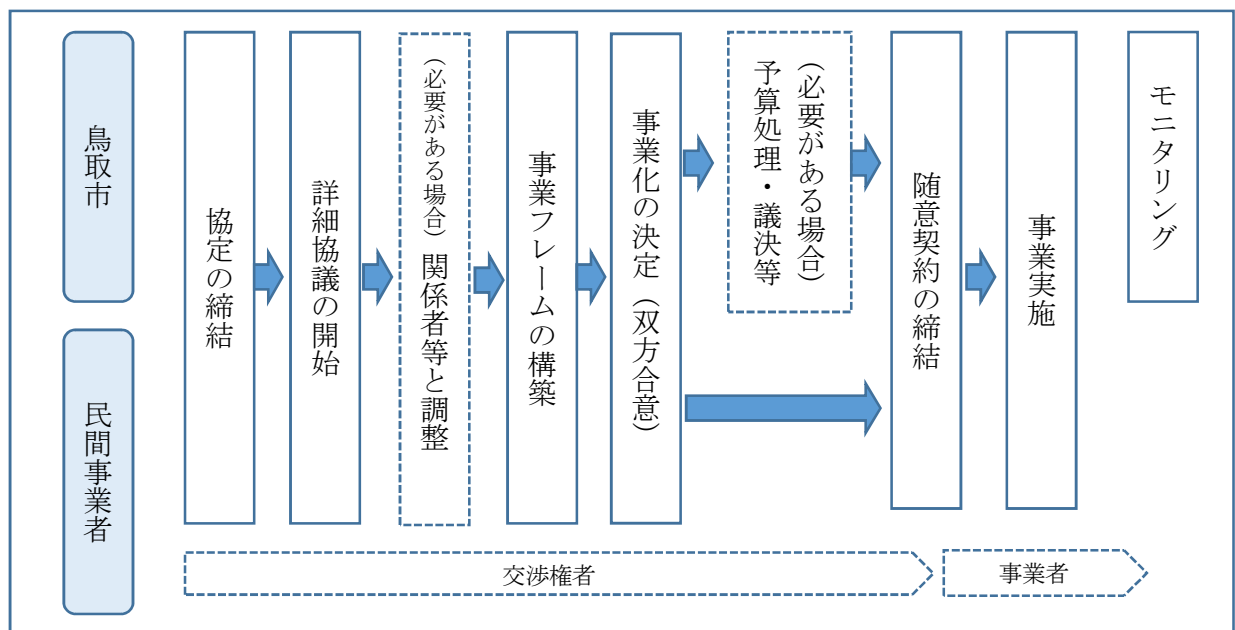 鳥取市
民間事業者
協定の締結
詳細協議の開始
（必要がある場合）関係者等と調整
事業フレームの構築
事業化の決定（双方合意）
（必要がある場合）
予算処理・議決等
随意契約の締結
事業実施
モニタリング
交渉権者
事業者